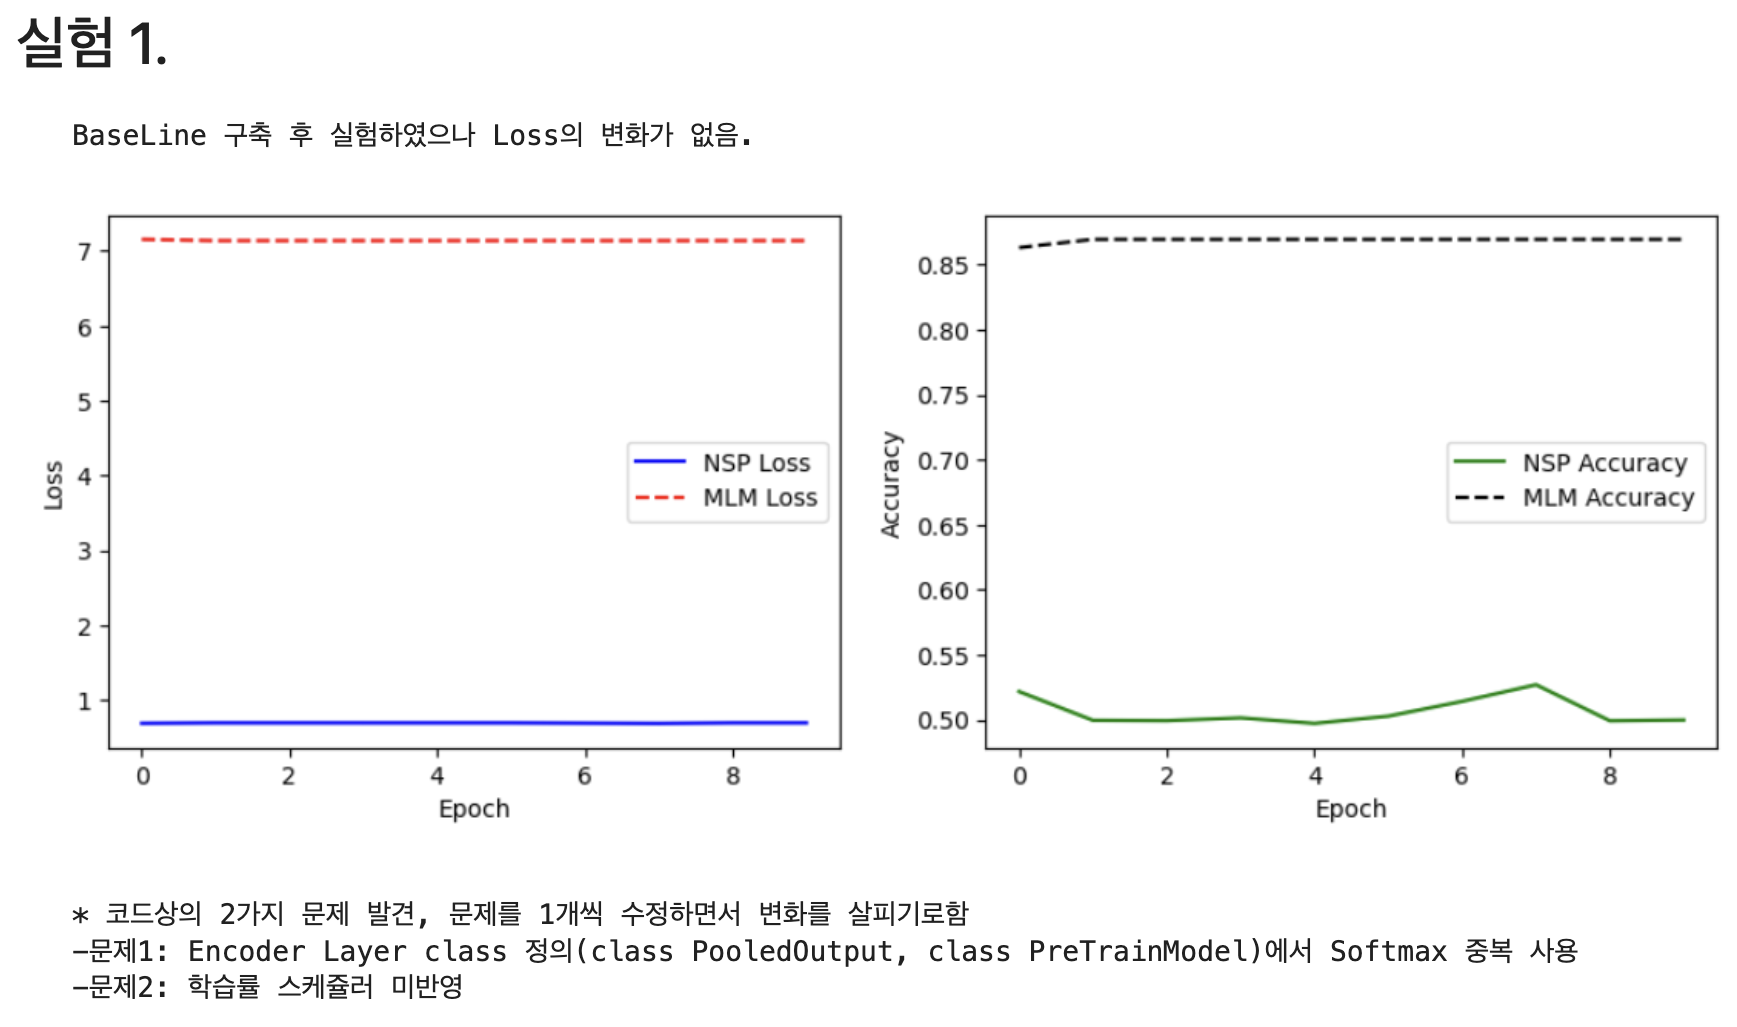 실험 1.
BaseLine 구축 후 실험하였으나 Loss의 변화가 없음.
7
6
5
4
3
2
1
Loss
NSP Loss
MLM Loss
0 2 4 6 8
Epoch
0.85
0.80
0.75
0.70
0.65
0.60
0.55
0.50
Accuracy
NSP Accuracy
MLM Accuracy
0 2 4 6 8
Epoch
* 코드상의 2가지 문제 발견, 문제를 1개씩 수정하면서 변화를 살피기로함
-문제1: Encoder Layer class 정의(class PooledOutput, class PreTrainModel)에서 Softmax 중복 사용
-문제2: 학습률 스케쥴러 미반영